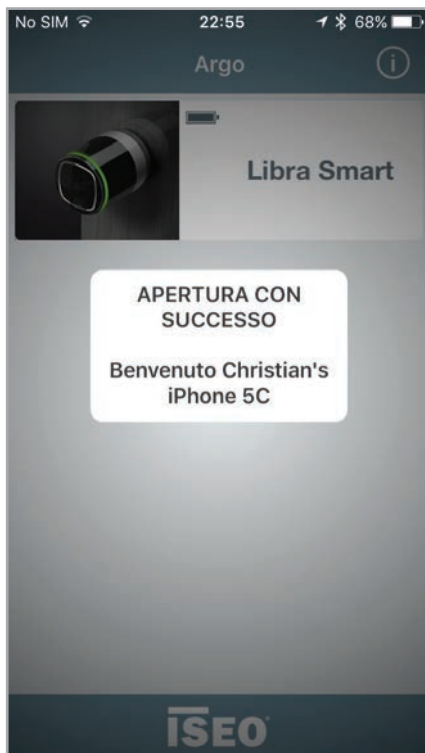 No SIM 22:55 68%
Argo
i
Libra Smart
APERTURA CON
SUCCESSO
Benvenuto Christian's
iPhone 5C
ISEO